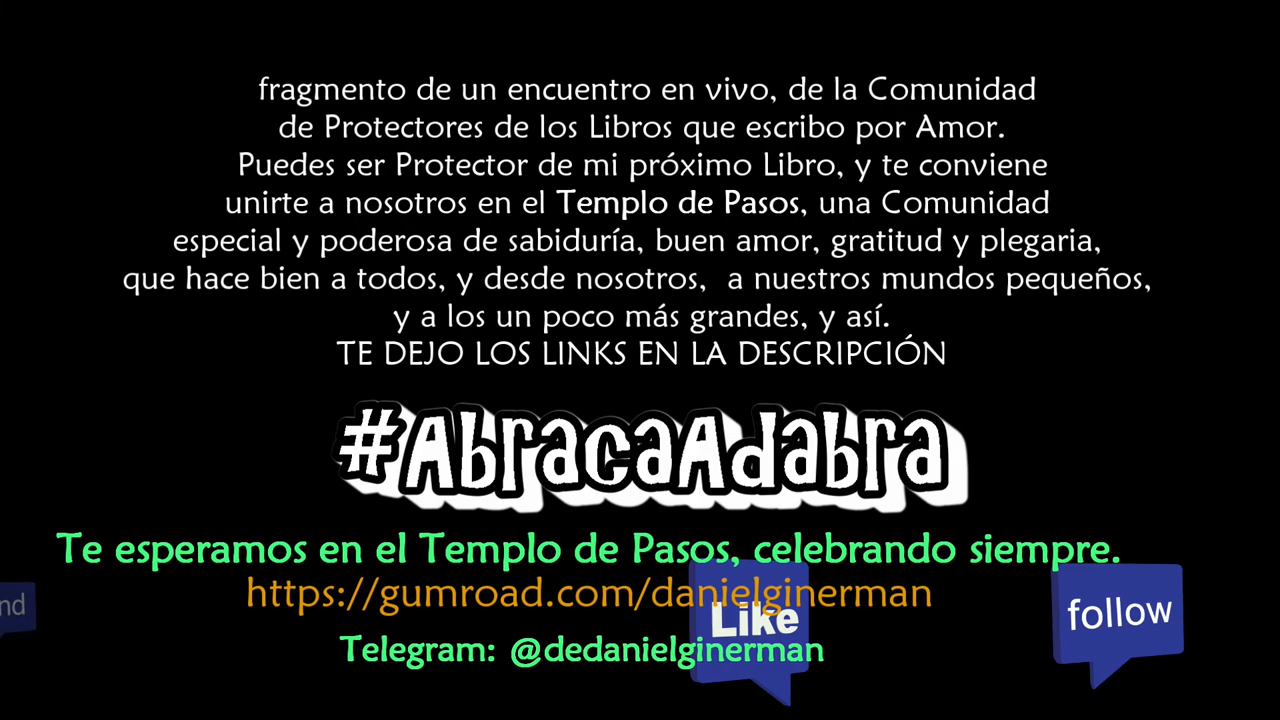 fragmento de un encuentro en vivo, de la Comunidad
de Protectores de los Libros que escribo por Amor.
Puedes ser Protector de mi próximo Libro, y te conviene
unirte a nosotros en el Templo de Pasos, una Comunidad
especial y poderosa de sabiduría, buen amor, gratitud y plegaria,
que hace bien a todos, y desde nosotros, a nuestros mundos pequeños,
y a los un poco más grandes, y así.
TE DEJO LOS LINKS EN LA DESCRIPCIÓN
#AbracaAdabra
Te esperamos en el Templo de Pasos, celebrando siempre.
https://gumroad.com/danielginerman
nd
Like
follow
Telegram: @dedanielginerman